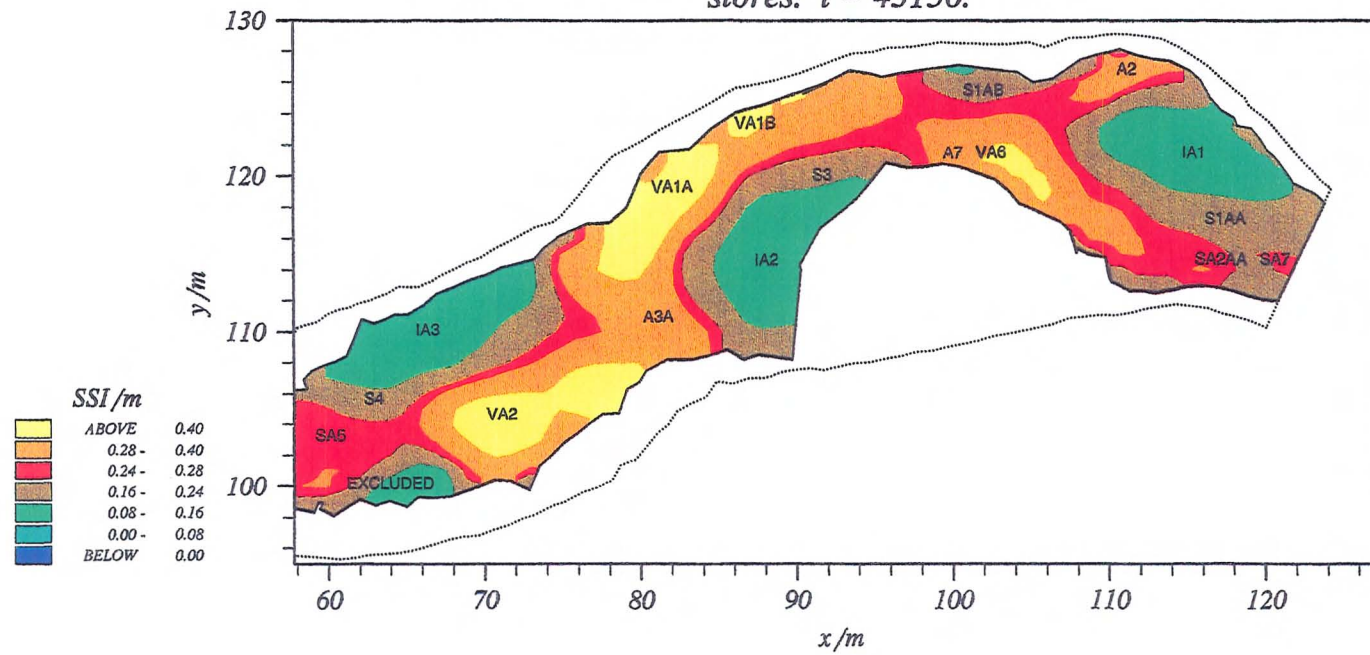 stores. t = 45156.
130
120
110
100
y/m
A2
S1AB
VA1B
IA1
A7 VA6
S3
VA1A
S1AA
IA2
SA2AA SA7
IA3
A3A
S4
VA2
SA5
EXCLUDED
SSI/m
ABOVE 0.40
0.28 - 0.40
0.24 - 0.28
0.16 - 0.24
0.08 - 0.16
0.00 - 0.08
BELOW 0.00
60 70 80 90 100 110 120
x/m